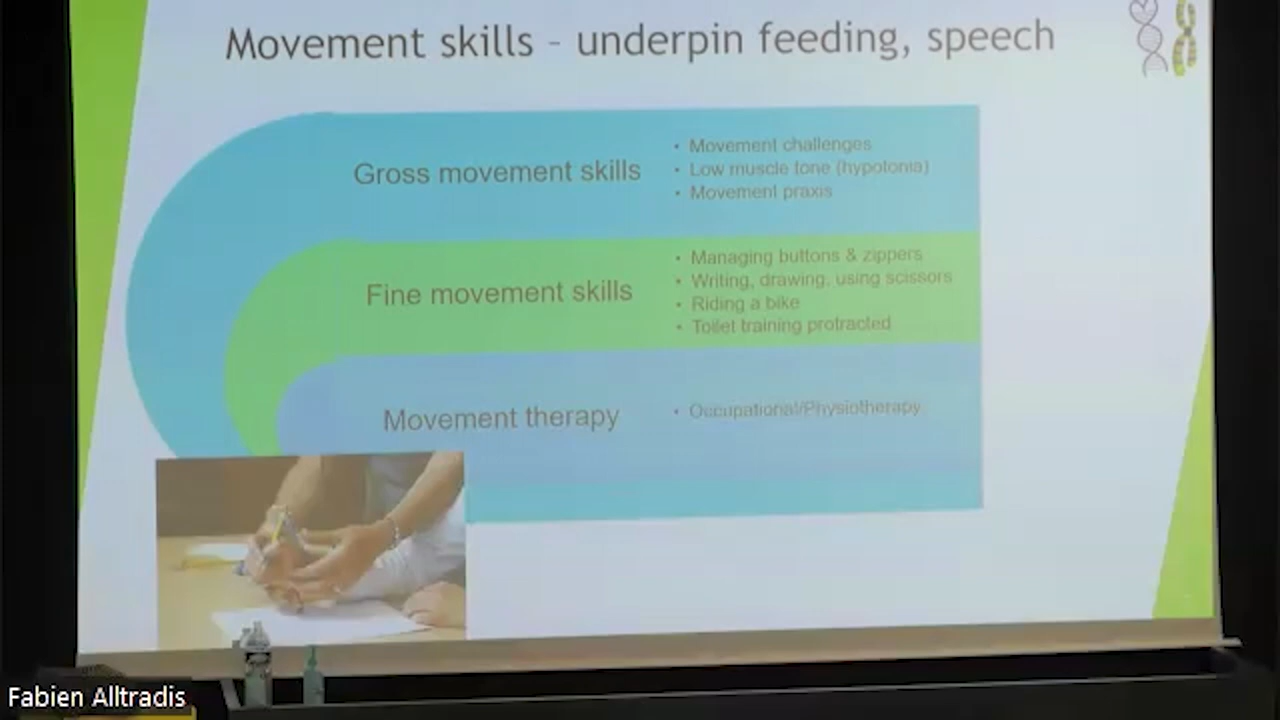 Movement skills – underpin feeding, speech
Gross movement skills
• Movement challenges
• Low muscle tone (hypotonia)
• Movement praxis
Fine movement skills
• Managing buttons & zippers
• Writing, drawing, using scissors
• Riding a bike
• Toilet training protracted
Movement therapy
• Occupational/Physiotherapy
Fabien Alltradis